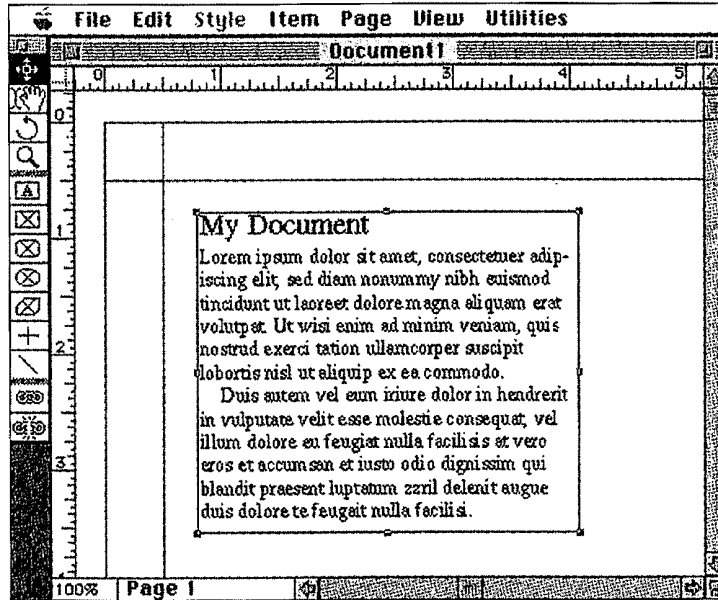 File Edit Style Item Page View Utilities
Document1
0 1 2 3 4 5
0
1
2
3
A
My Document
Lorem ipsum dolor sit amet, consectetuer adip-
iscing elit, sed diam nonummy nibh euismod
tincidunt ut laoreet dolore magna aliquam erat
volutpat. Ut wisi enim ad minim veniam, quis
nostrud exerci tation ullamcorper suscipit
lobortis nisl ut aliquip ex ea commodo.
Duis autem vel eum iriure dolor in hendrerit
in vulputate velit esse molestie consequat, vel
illum dolore eu feugiat nulla facilisis at vero
eros et accumsan et iusto odio dignissim qui
blandit praesent luptatum zzril delenit augue
duis dolore te feugait nulla facilisi.
100% Page 1